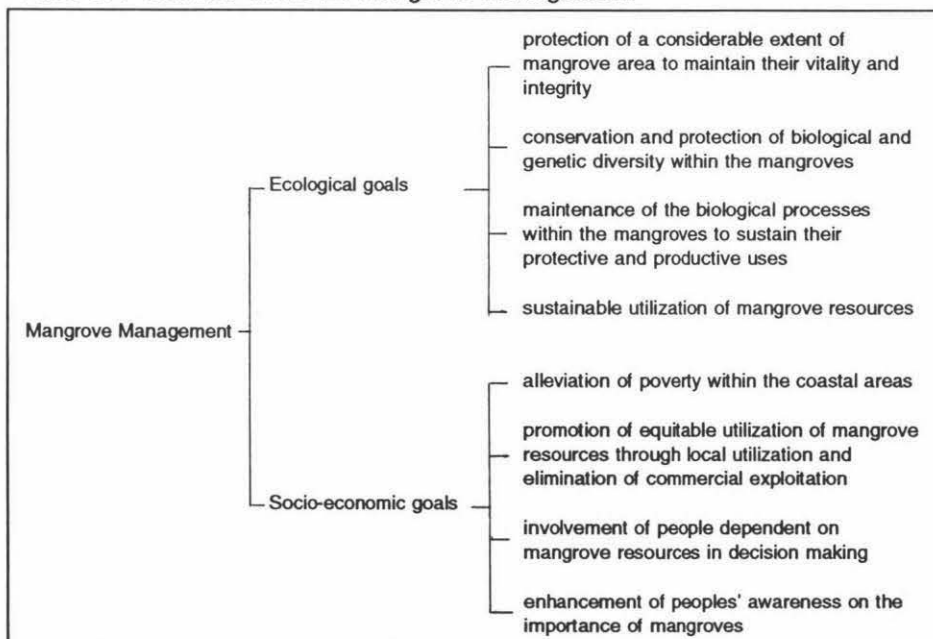 protection of a considerable extent of
mangrove area to maintain their vitality and
integrity
conservation and protection of biological and
genetic diversity within the mangroves
Ecological goals
maintenance of the biological processes
within the mangroves to sustain their
protective and productive uses
sustainable utilization of mangrove resources
Mangrove Management
alleviation of poverty within the coastal areas
promotion of equitable utilization of mangrove
resources through local utilization and
elimination of commercial exploitation
Socio-economic goals
involvement of people dependent on
mangrove resources in decision making
enhancement of peoples' awareness on the
importance of mangroves